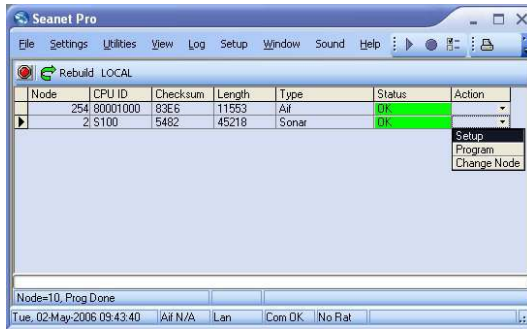 Seanet Pro
File Settings Utilities View Log Setup Window Sound Help
Rebuild LOCAL
Node CPU ID Checksum Length Type Status Action
254 80001000 83E6 11553 Aif OK
2 S100 5482 45218 Sonar OK
Setup
Program
Change Node
Node=10, Prog Done
Tue, 02-May-2006 09:43:40 Aif N/A Lan Com OK No Rat